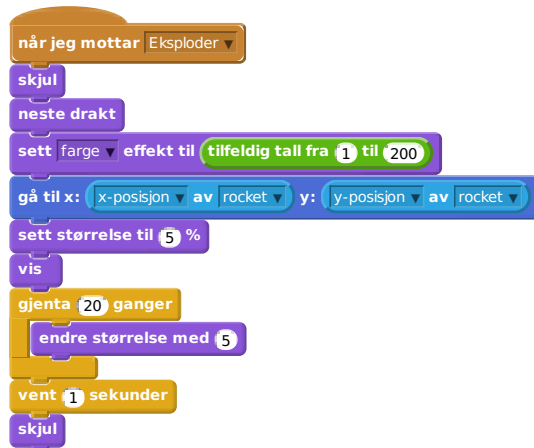 når jeg mottar Eksploder
skjul
neste drakt
sett farge effekt til tilfeldig tall fra 1 til 200
gå til x: x-posisjon av rocket y: y-posisjon av rocket
sett størrelse til 5 %
vis
gjenta 20 ganger
endre størrelse med 5
vent 1 sekunder
skjul